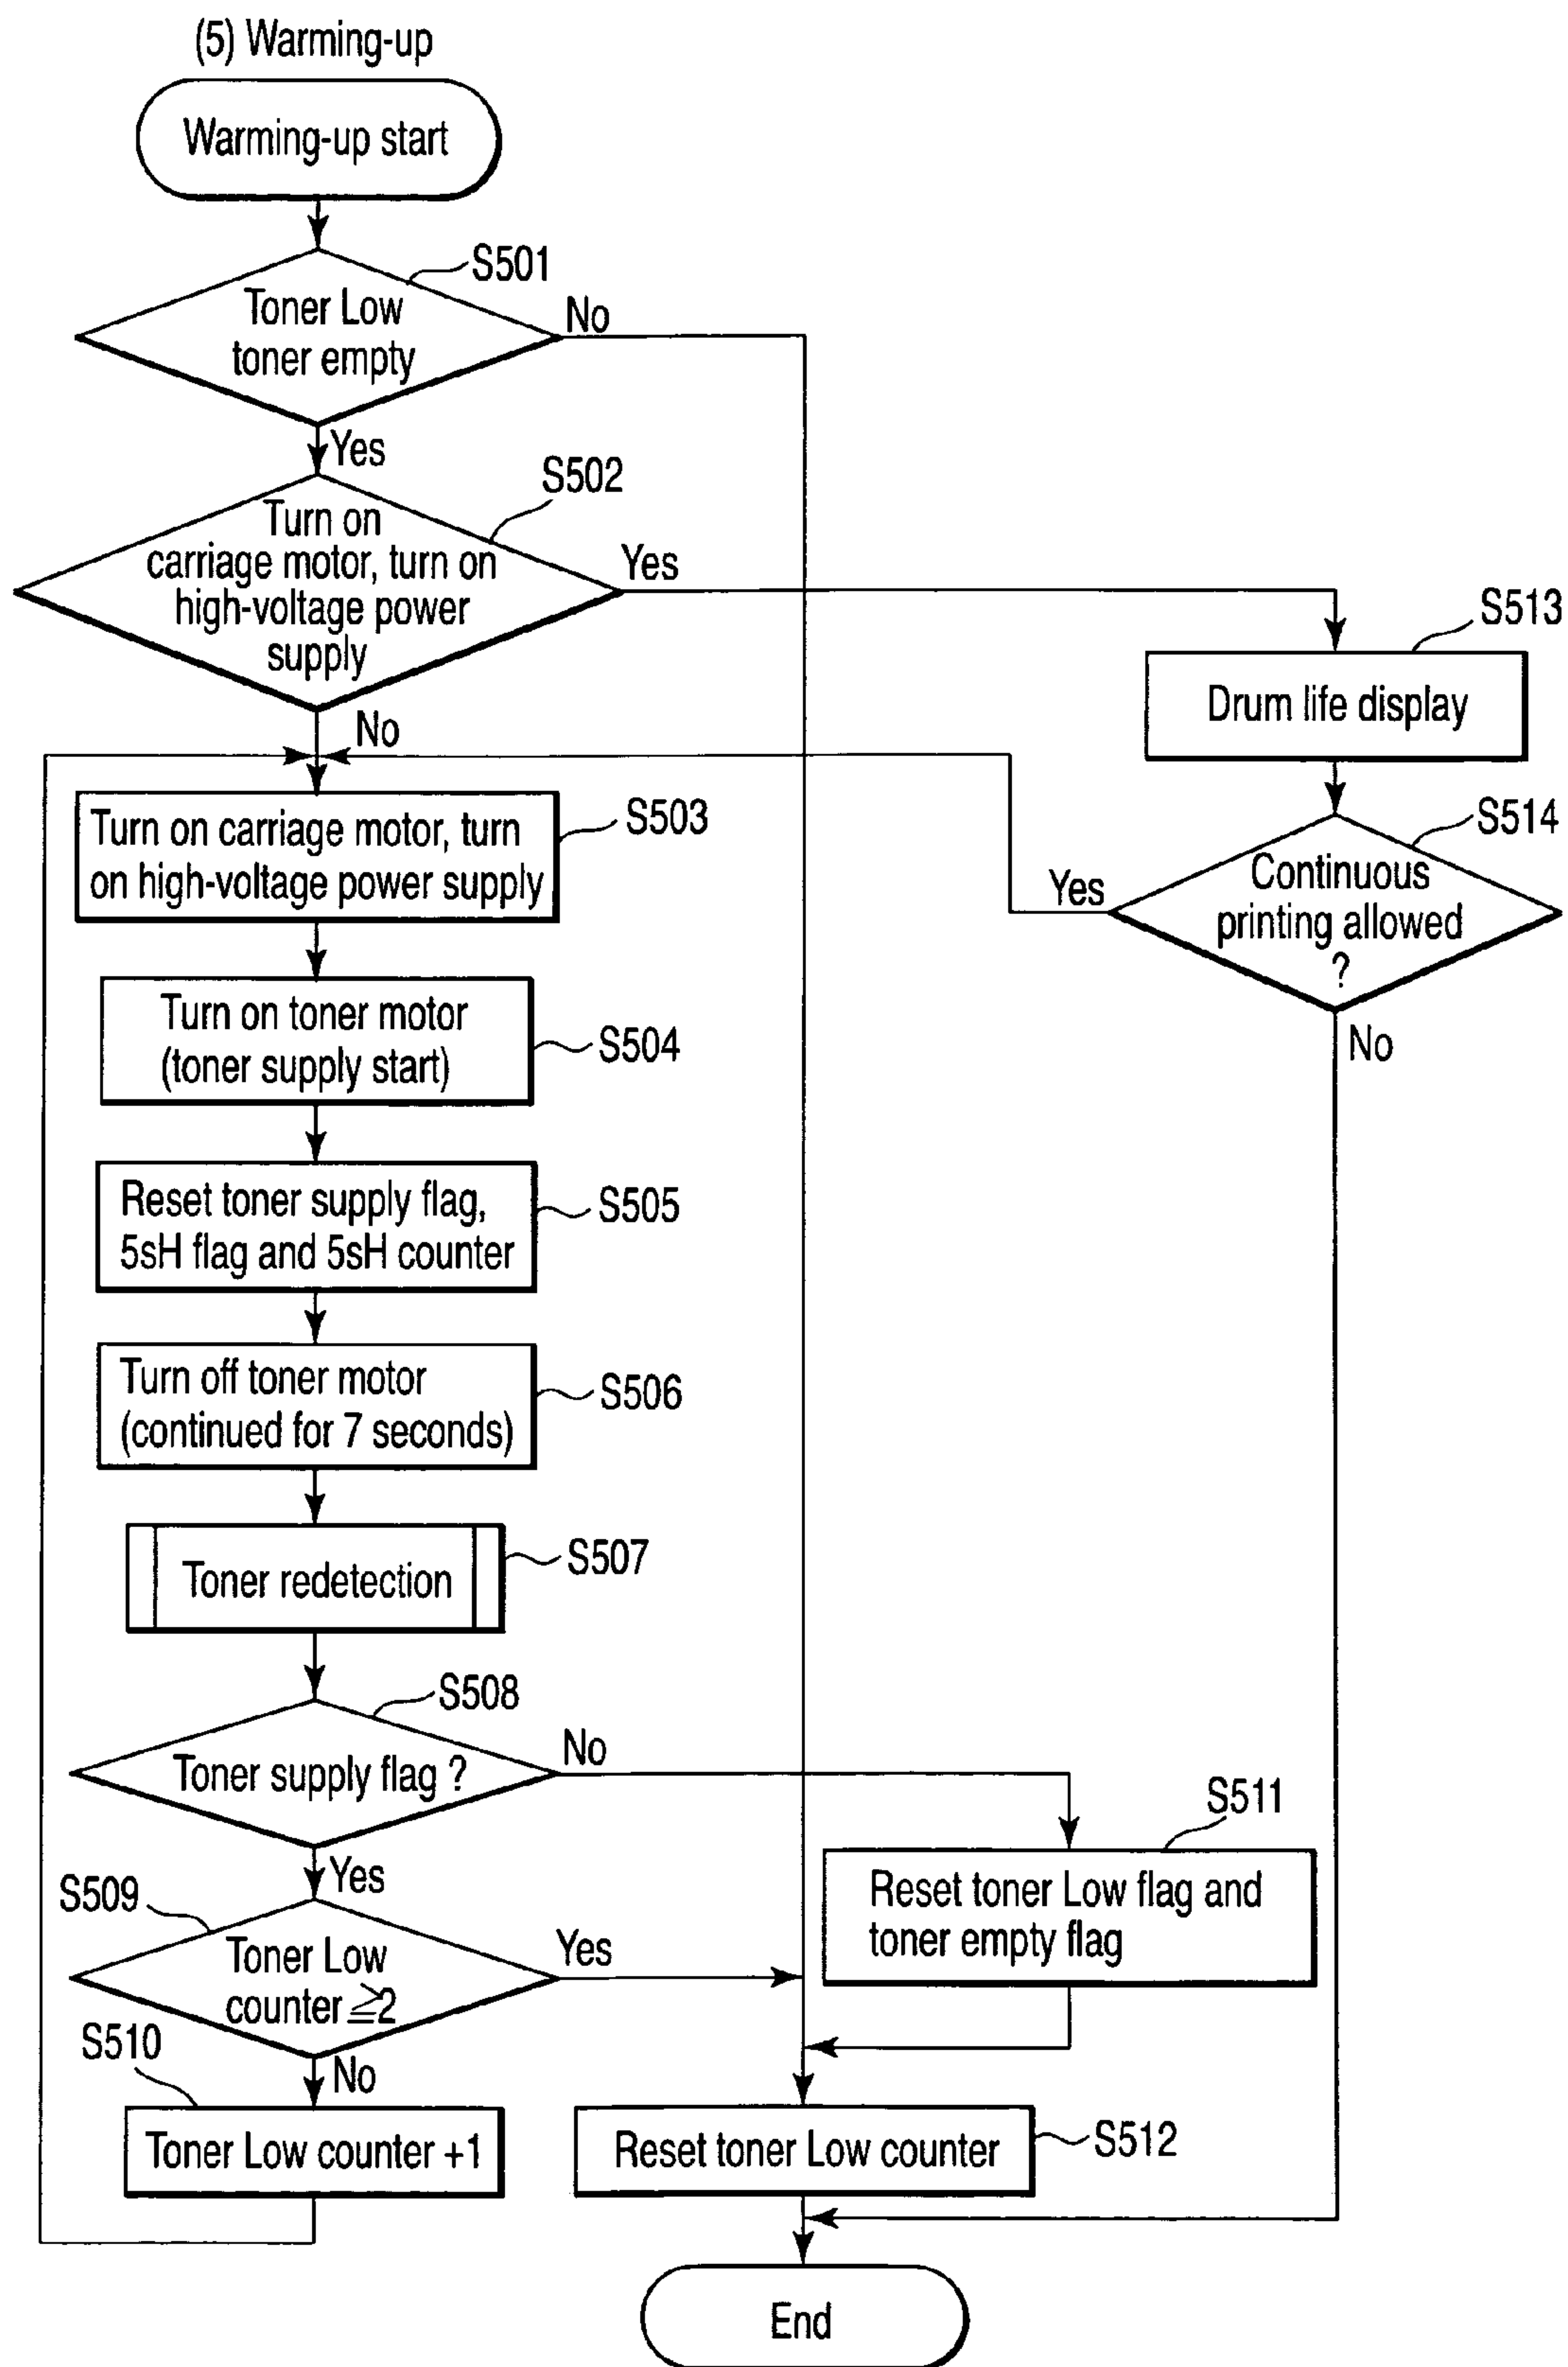 (5) Warming-up
Warming-up start
S501
Toner Low
toner empty
No
Yes
S502
Turn on
carriage motor, turn on
high-voltage power
supply
Yes
No
S513
Drum life display
S503
Turn on carriage motor, turn
on high-voltage power supply
S514
Continuous
printing allowed
?
Yes
No
Turn on toner motor
(toner supply start)
S504
Reset toner supply flag,
5sH flag and 5sH counter
S505
Turn off toner motor
(continued for 7 seconds)
S506
Toner redetection
S507
S508
Toner supply flag ?
No
Yes
S511
Reset toner Low flag and
toner empty flag
S509
Toner Low
counter ≧2
Yes
No
S510
Toner Low counter +1
Reset toner Low counter
S512
End